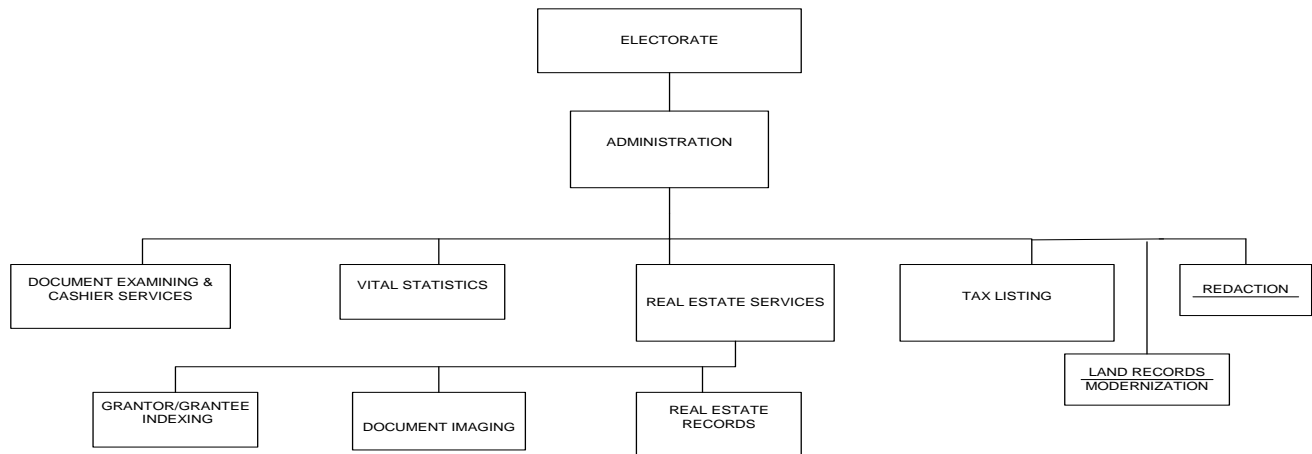 ELECTORATE
ADMINISTRATION
DOCUMENT EXAMINING &
CASHIER SERVICES
VITAL STATISTICS
REAL ESTATE SERVICES
TAX LISTING
REDACTION
LAND RECORDS
MODERNIZATION
GRANTOR/GRANTEE
INDEXING
DOCUMENT IMAGING
REAL ESTATE
RECORDS